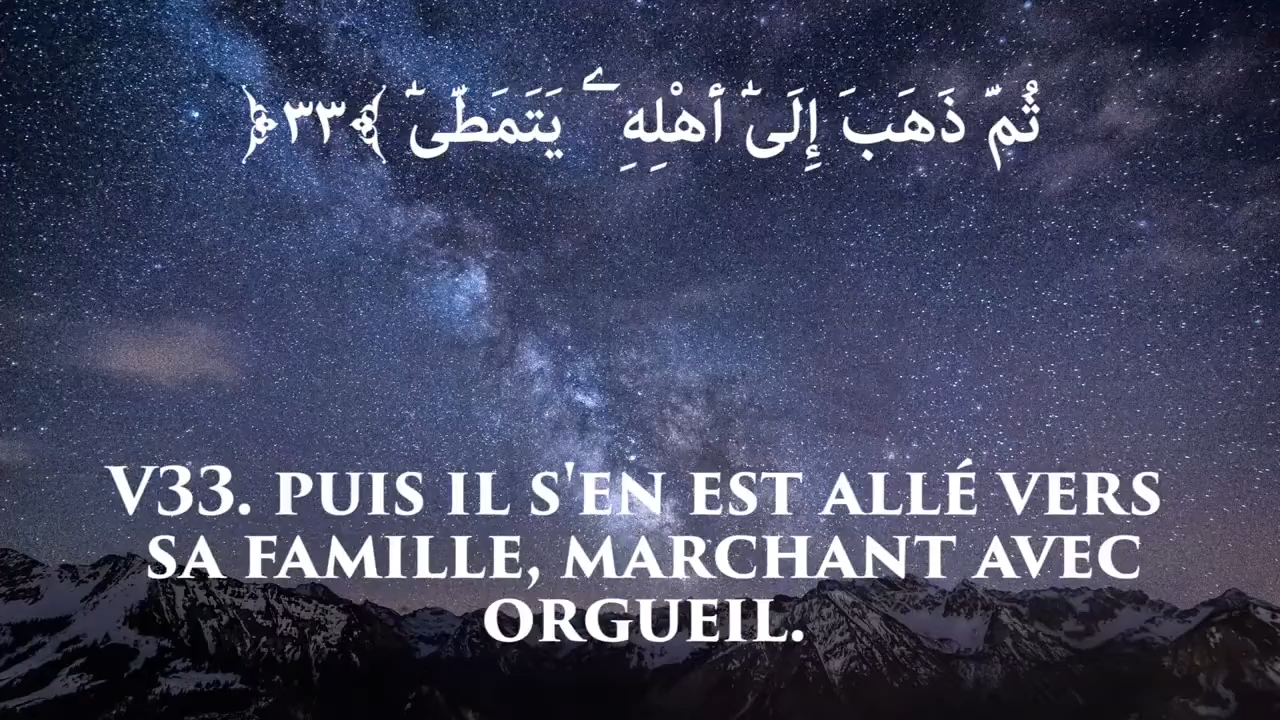 ثُمَّ ذَهَبَ إِلَىٰٓ أَهْلِهِۦ يَتَمَطَّىٰٓ ﴿٣٣﴾
V33. PUIS IL S'EN EST ALLÉ VERS
SA FAMILLE, MARCHANT AVEC
ORGUEIL.